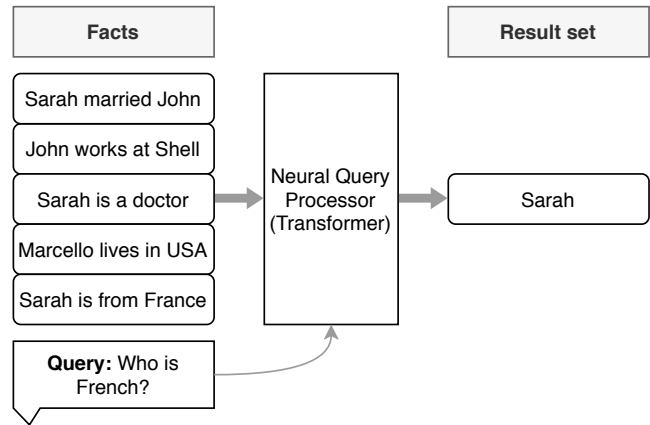 Facts
Result set
Sarah married John
John works at Shell
Sarah is a doctor
Marcello lives in USA
Sarah is from France
Neural Query
Processor
(Transformer)
Sarah
Query: Who is
French?